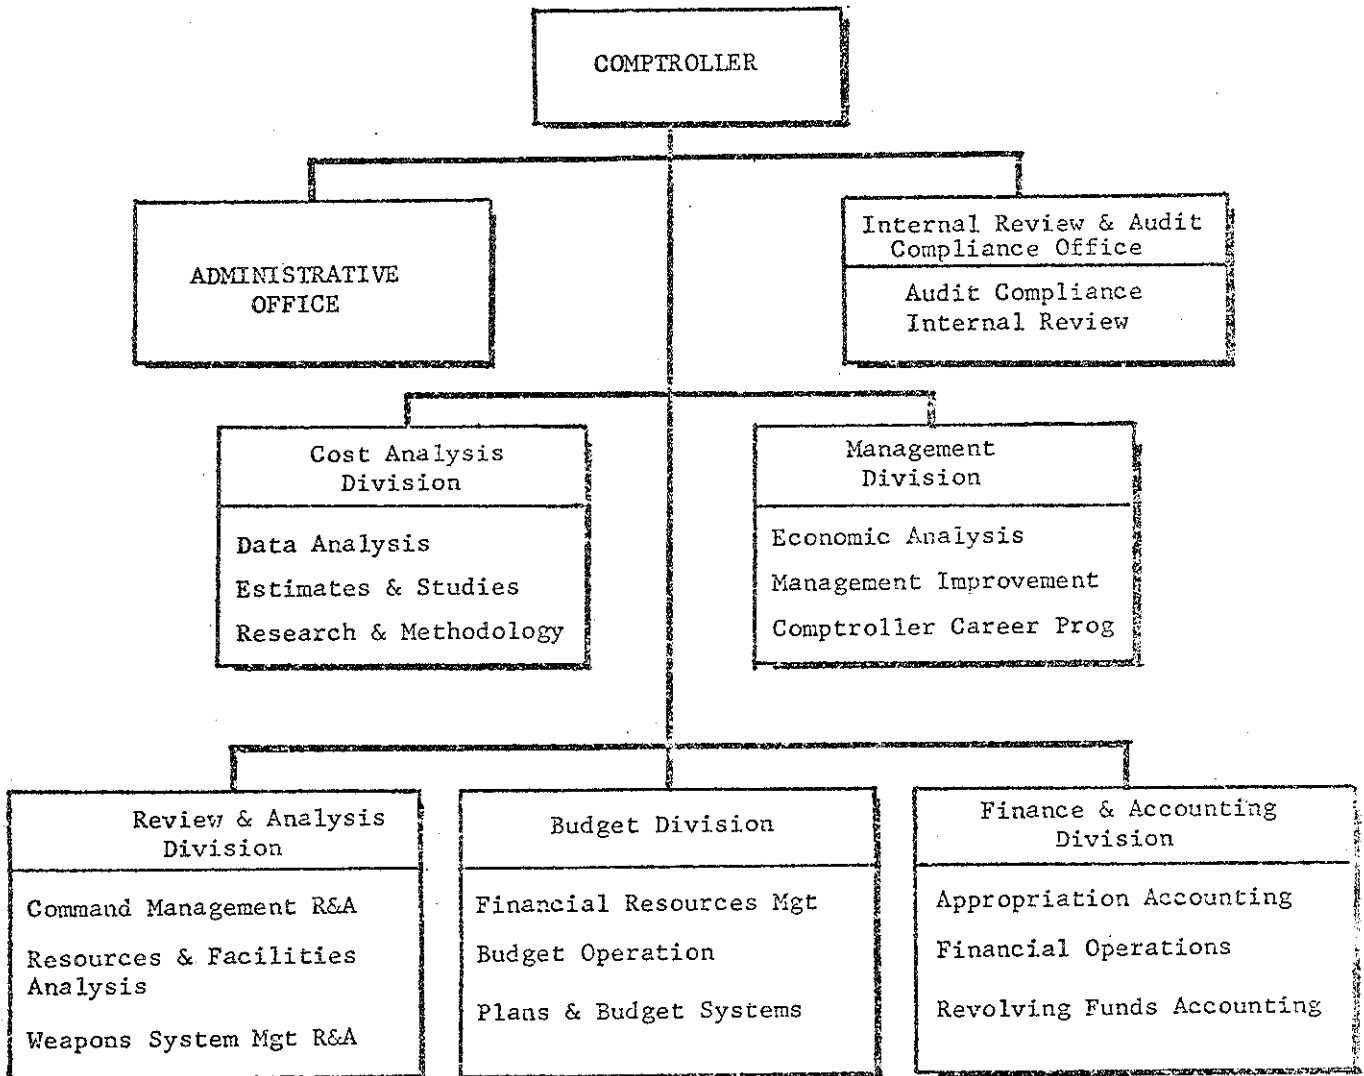 COMPTROLLER
ADMINISTRATIVE
OFFICE
Internal Review & Audit
Compliance Office
Audit Compliance
Internal Review
Cost Analysis
Division
Data Analysis
Estimates & Studies
Research & Methodology
Management
Division
Economic Analysis
Management Improvement
Comptroller Career Prog
Review & Analysis
Division
Command Management R&A
Resources & Facilities
Analysis
Weapons System Mgt R&A
Budget Division
Financial Resources Mgt
Budget Operation
Plans & Budget Systems
Finance & Accounting
Division
Appropriation Accounting
Financial Operations
Revolving Funds Accounting